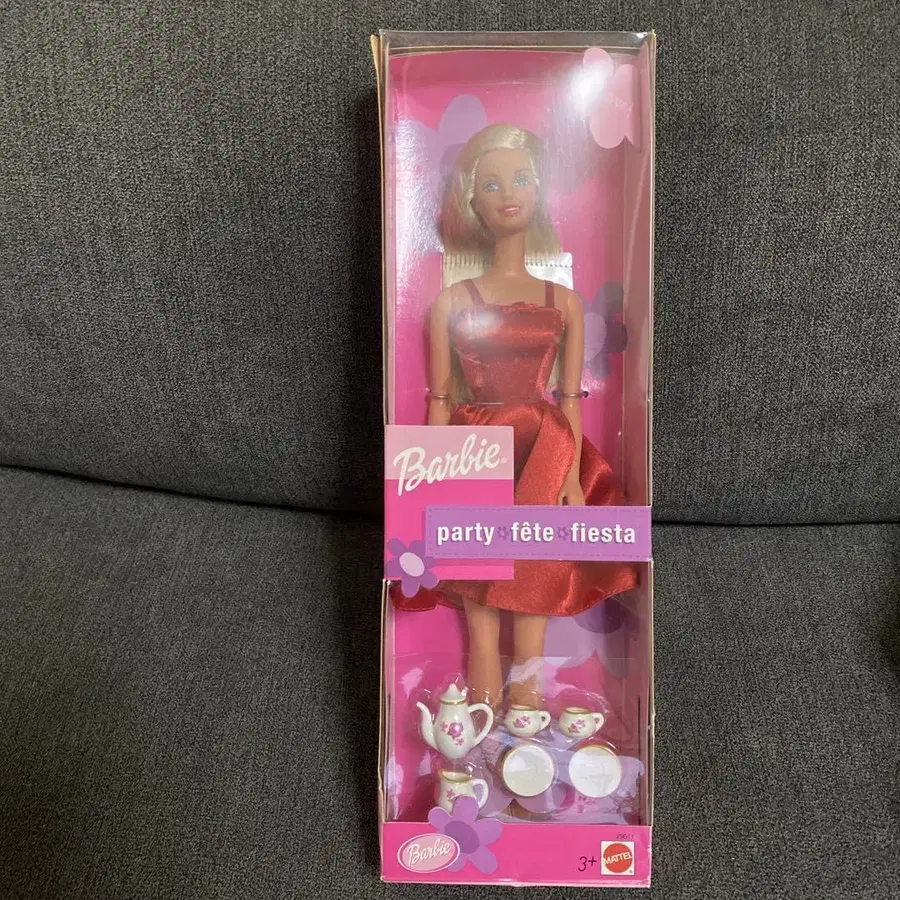 Barbie®
party fête fiesta
Barbie
3+
MATTEL